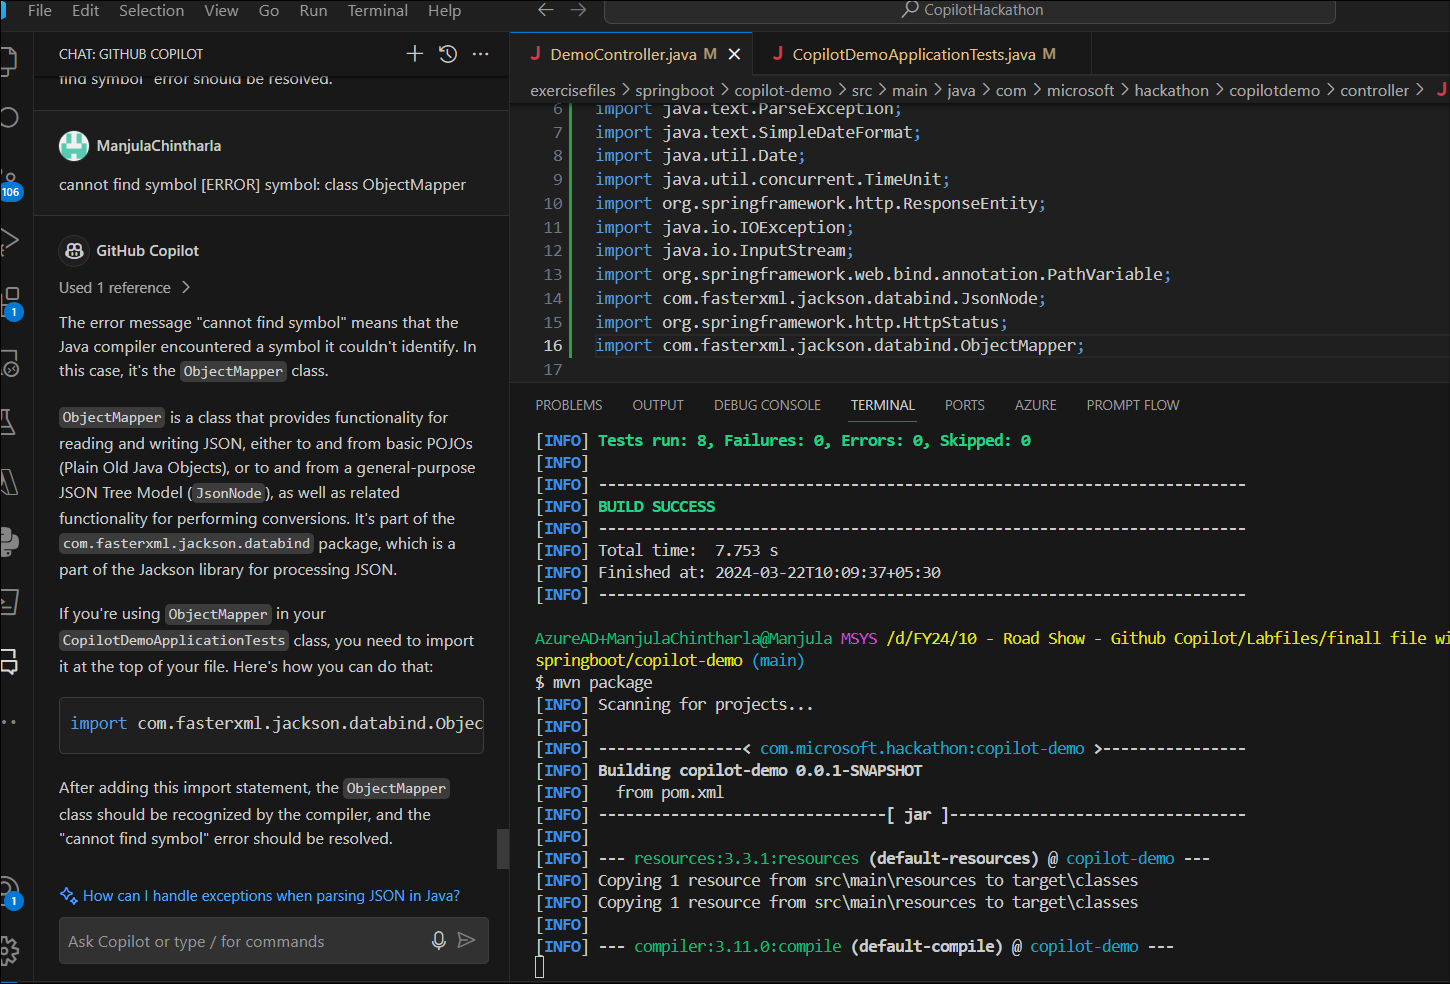 File Edit Selection View Go Run Terminal Help
CopilotHackathon
CHAT: GITHUB COPILOT
find symbol" error should be resolved.
ManjulaChintharla
cannot find symbol [ERROR] symbol: class ObjectMapper
GitHub Copilot
Used 1 reference
The error message "cannot find symbol" means that the
Java compiler encountered a symbol it couldn't identify. In
this case, it's the ObjectMapper class.
ObjectMapper is a class that provides functionality for
reading and writing JSON, either to and from basic POJOs
(Plain Old Java Objects), or to and from a general-purpose
JSON Tree Model (JsonNode), as well as related
functionality for performing conversions. It's part of the
com.fasterxml.jackson.databind package, which is a
part of the Jackson library for processing JSON.
If you're using ObjectMapper in your
CopilotDemoApplicationTests class, you need to import
it at the top of your file. Here's how you can do that:
import com.fasterxml.jackson.databind.Objec
After adding this import statement, the ObjectMapper
class should be recognized by the compiler, and the
"cannot find symbol" error should be resolved.
How can I handle exceptions when parsing JSON in Java?
Ask Copilot or type / for commands
106
1
1
DemoController.java M
CopilotDemoApplicationTests.java M
exercisefiles > springboot > copilot-demo > src > main > java > com > microsoft > hackathon > copilotdemo > controller >
6 import java.text.ParseException;
7 import java.text.SimpleDateFormat;
8 import java.util.Date;
9 import java.util.concurrent.TimeUnit;
10 import org.springframework.http.ResponseEntity;
11 import java.io.IOException;
12 import java.io.InputStream;
13 import org.springframework.web.bind.annotation.PathVariable;
14 import com.fasterxml.jackson.databind.JsonNode;
15 import org.springframework.http.HttpStatus;
16 import com.fasterxml.jackson.databind.ObjectMapper;
17
PROBLEMS OUTPUT DEBUG CONSOLE TERMINAL PORTS AZURE PROMPT FLOW
[INFO] Tests run: 8, Failures: 0, Errors: 0, Skipped: 0
[INFO]
[INFO] ------------------------------------------------------------------------
[INFO] BUILD SUCCESS
[INFO] ------------------------------------------------------------------------
[INFO] Total time:  7.753 s
[INFO] Finished at: 2024-03-22T10:09:37+05:30
[INFO] ------------------------------------------------------------------------
AzureAD+ManjulaChintharla@Manjula MSYS /d/FY24/10 - Road Show - Github Copilot/Labfiles/finall file wi
springboot/copilot-demo (main)
$ mvn package
[INFO] Scanning for projects...
[INFO]
[INFO] ----------------< com.microsoft.hackathon:copilot-demo >----------------
[INFO] Building copilot-demo 0.0.1-SNAPSHOT
[INFO]   from pom.xml
[INFO] --------------------------------[ jar ]---------------------------------
[INFO]
[INFO] --- resources:3.3.1:resources (default-resources) @ copilot-demo ---
[INFO] Copying 1 resource from src\main\resources to target\classes
[INFO] Copying 1 resource from src\main\resources to target\classes
[INFO]
[INFO] --- compiler:3.11.0:compile (default-compile) @ copilot-demo ---